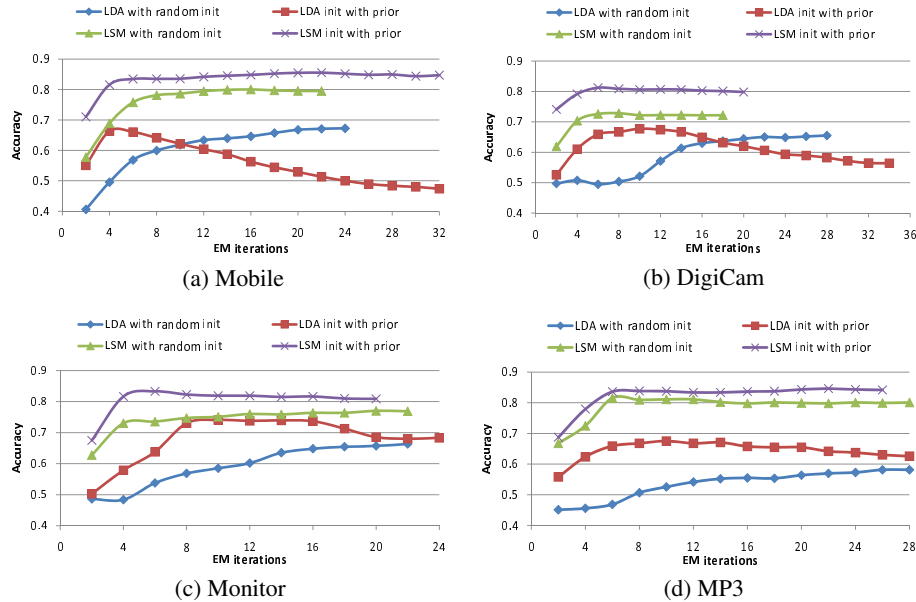 LDA with random init LDA init with prior
LSM with random init LSM init with prior
0.9
0.8
0.7
0.6
0.5
0.4
Accuracy
0 4 8 12 16 20 24 28 32
EM iterations
(a) Mobile
LDA with random init LDA init with prior
LSM with random init LSM init with prior
0.9
0.8
0.7
0.6
0.5
0.4
Accuracy
0 4 8 12 16 20 24 28 32 36
EM iterations
(b) DigiCam
LDA with random init LDA init with prior
LSM with random init LSM init with prior
0.9
0.8
0.7
0.6
0.5
0.4
Accuracy
0 4 8 12 16 20 24
EM iterations
(c) Monitor
LDA with random init LDA init with prior
LSM with random init LSM init with prior
0.9
0.8
0.7
0.6
0.5
0.4
Accuracy
0 4 8 12 16 20 24 28
EM iterations
(d) MP3